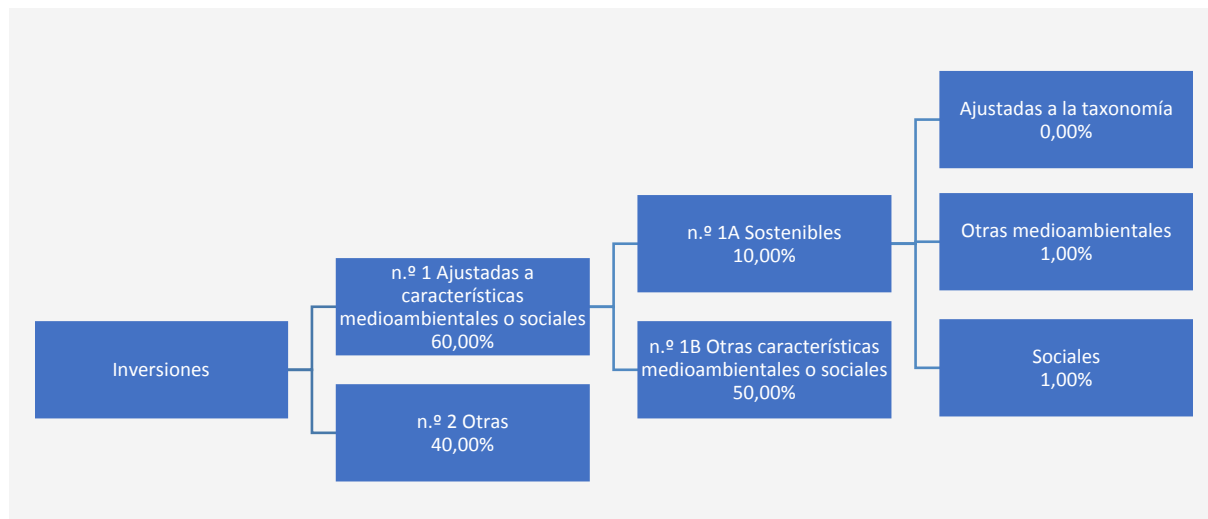 Inversiones
n.º 1 Ajustadas a
características
medioambientales o sociales
60,00%
n.º 2 Otras
40,00%
n.º 1A Sostenibles
10,00%
n.º 1B Otras características
medioambientales o sociales
50,00%
Ajustadas a la taxonomía
0,00%
Otras medioambientales
1,00%
Sociales
1,00%